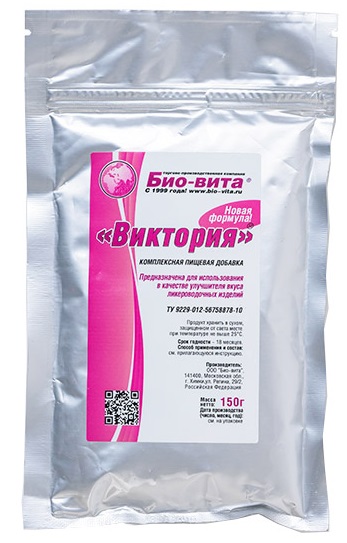 торгово-производственная компания
Био-вита®
С 1999 года! www.bio-vita.ru
Новая
формула!
«Виктория»®
КОМПЛЕКСНАЯ ПИЩЕВАЯ ДОБАВКА
Предназначена для использования
в качестве улучшителя вкуса
ликероводочных изделий
ТУ 9229-012-56758878-10
Продукт хранить в сухом,
защищенном от света месте
при температуре не выше 25°С.
Срок годности - 18 месяцев.
Способ применения и состав:
см. прилагающуюся инструкцию.
Производитель:
ООО "Био-вита",
141400, Московская обл.,
г. Химки,ул. Репина, 29/2,
Российская Федерация
Масса
нетто: 150г
Дата производства
(число, месяц, год):
см. на упаковке